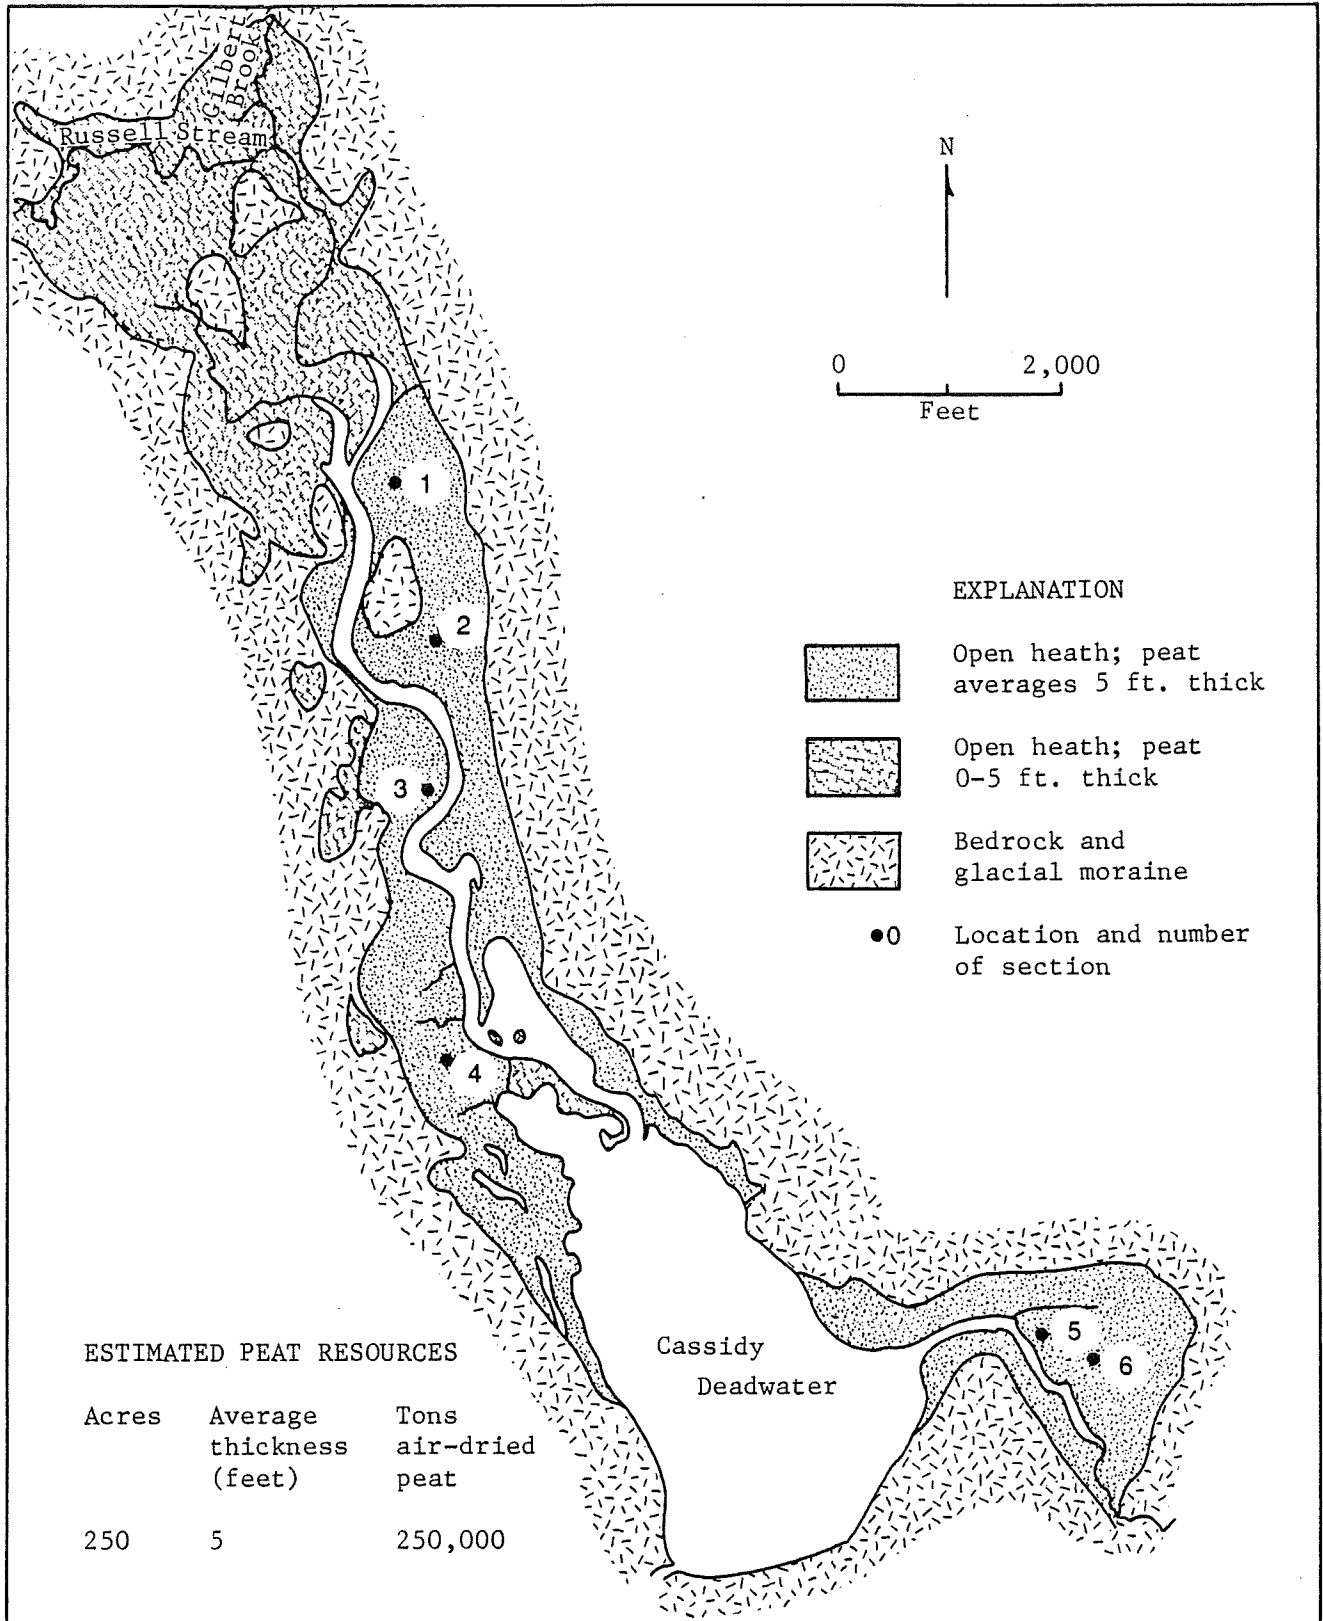 Gilbert
Brook
Russell Stream
N
0 2,000
Feet
1
2
3
4
5
6
EXPLANATION
Open heath; peat
averages 5 ft. thick
Open heath; peat
0-5 ft. thick
Bedrock and
glacial moraine
0 Location and number
of section
Cassidy
Deadwater
ESTIMATED PEAT RESOURCES
Acres Average Tons
thickness air-dried
(feet) peat
250 5 250,000